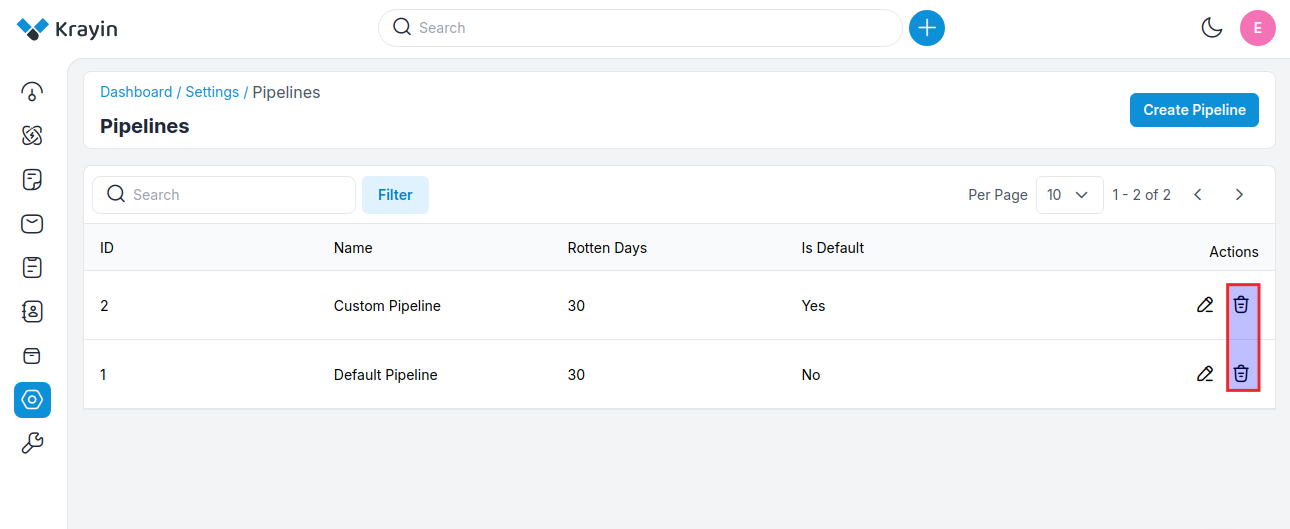 Krayin
Search
E
Dashboard / Settings / Pipelines
Pipelines
Create Pipeline
Search
Filter
Per Page 10 1 - 2 of 2
ID Name Rotten Days Is Default Actions
2 Custom Pipeline 30 Yes
1 Default Pipeline 30 No